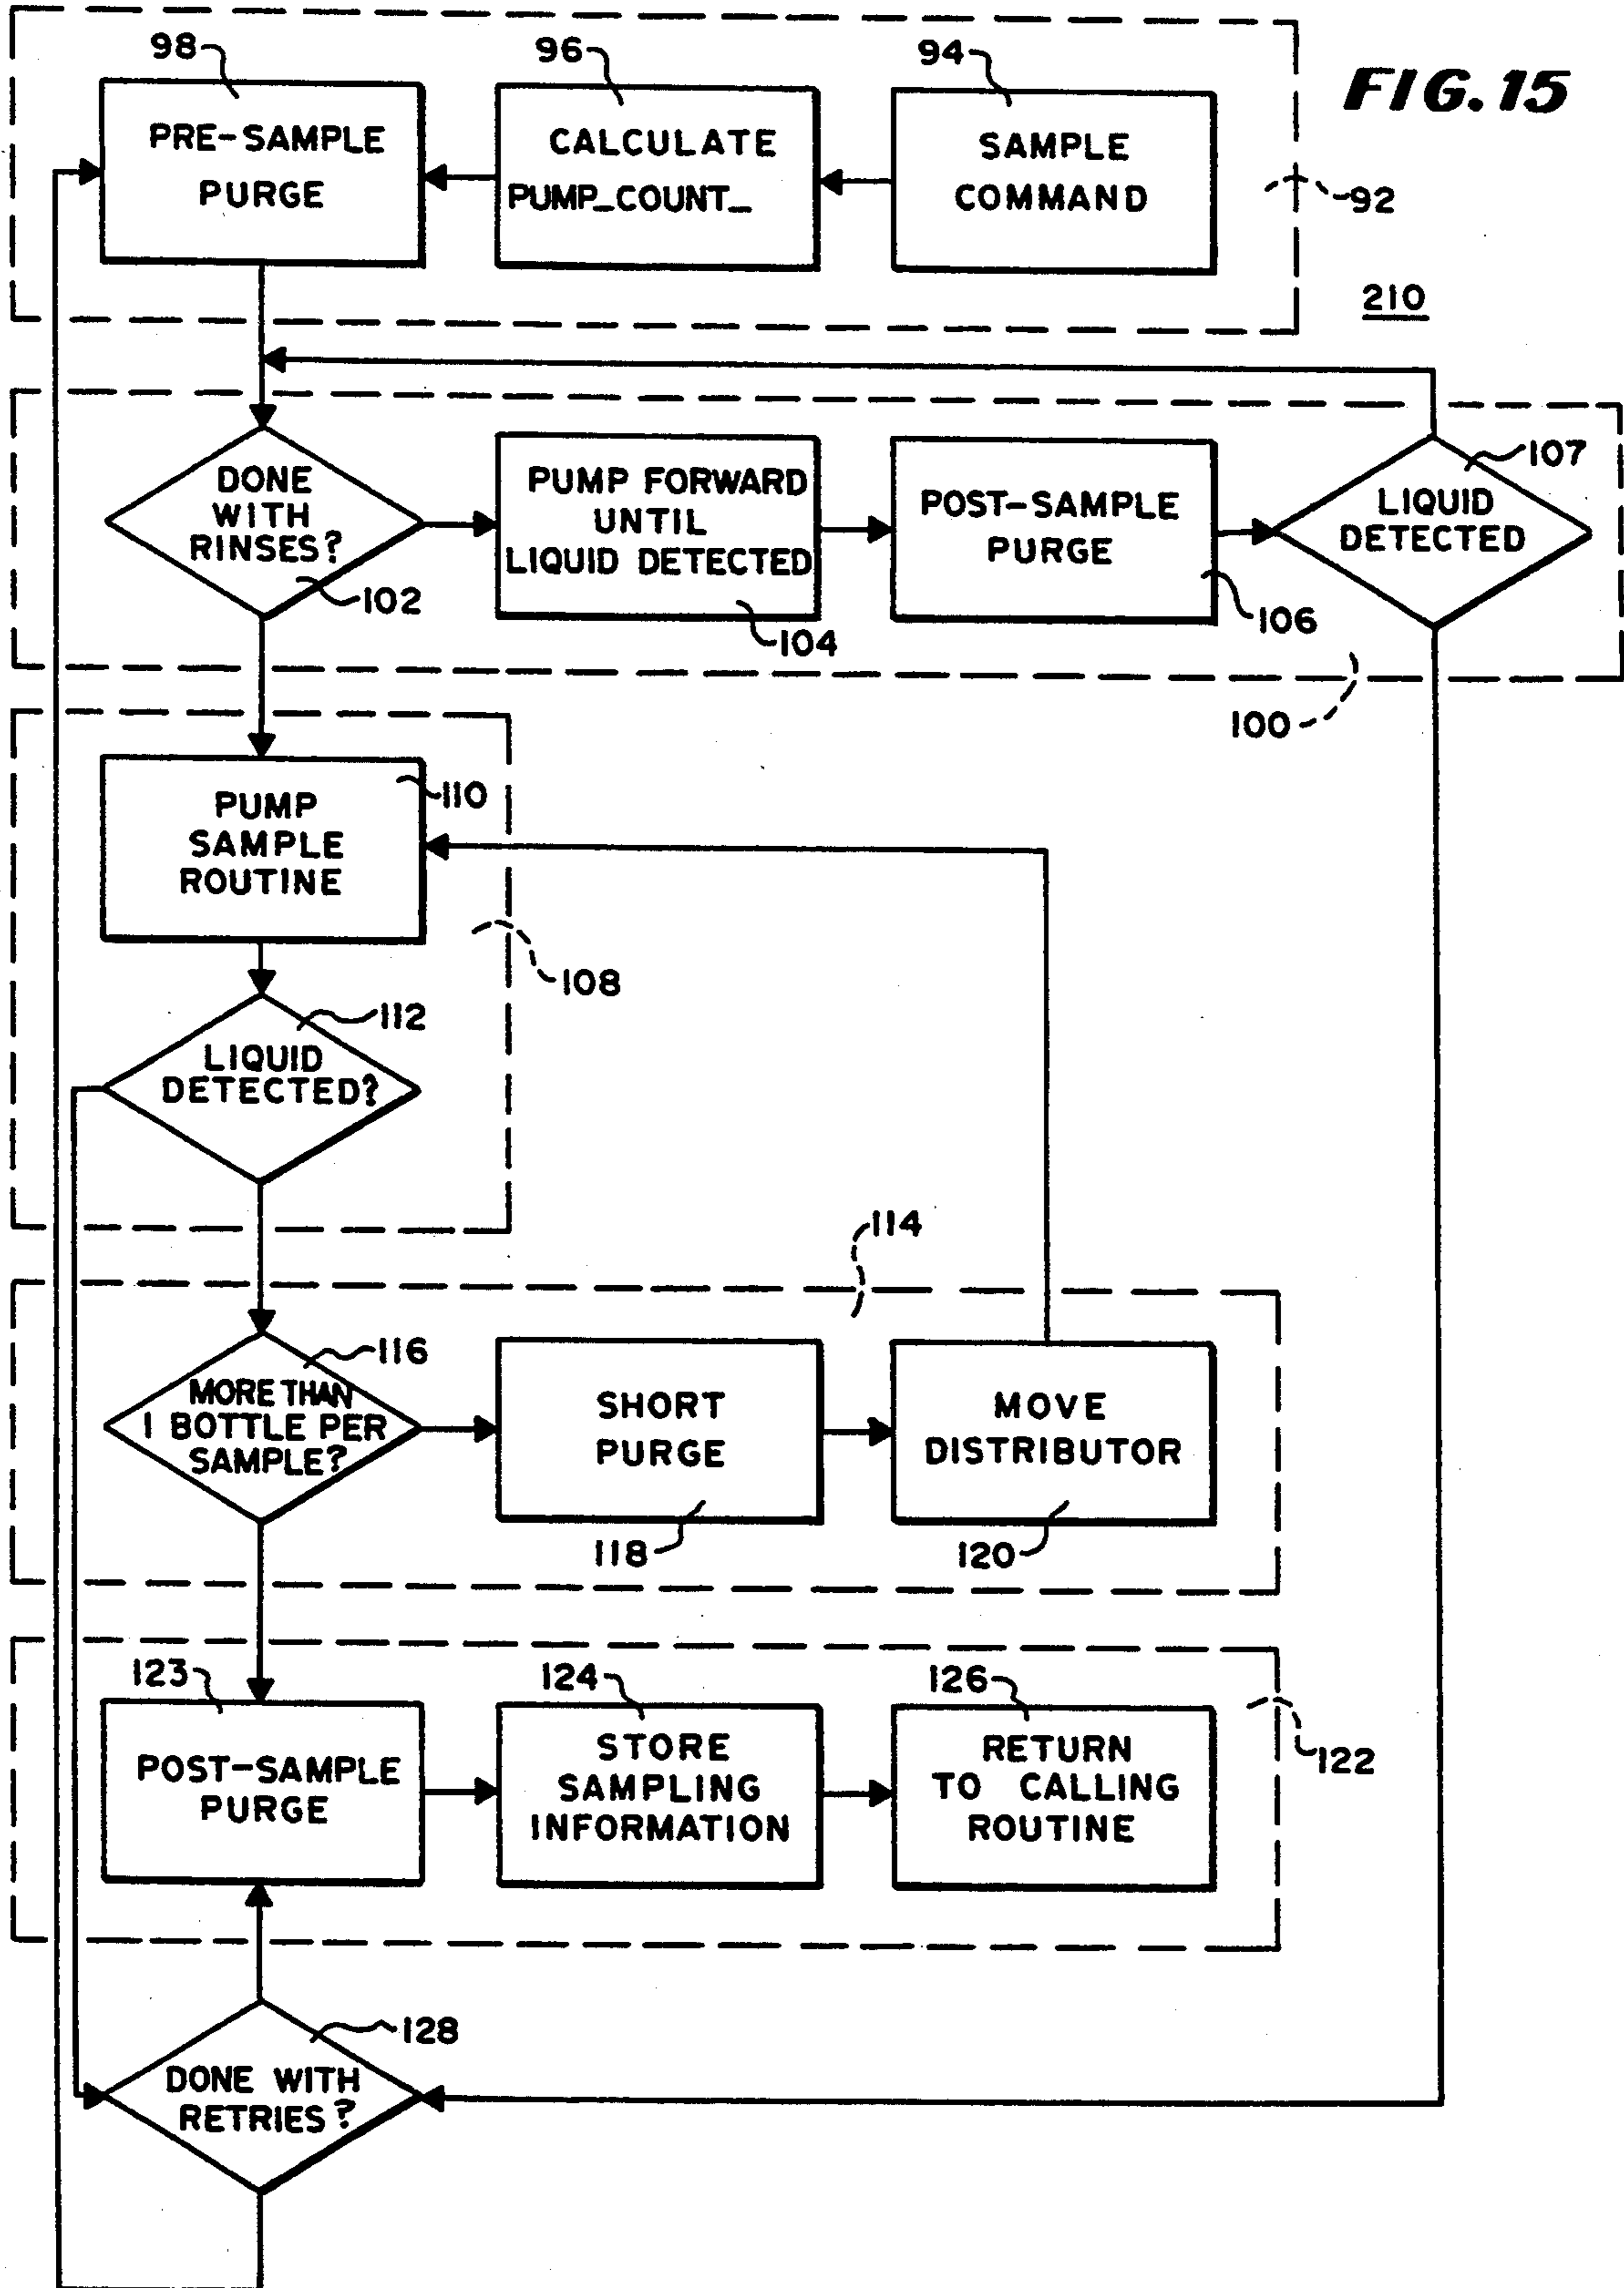 FIG. 15
98
96
94
PRE-SAMPLE
PURGE
CALCULATE
PUMP_COUNT_
SAMPLE
COMMAND
92
210
DONE
WITH
RINSES?
102
PUMP FORWARD
UNTIL
LIQUID DETECTED
104
POST-SAMPLE
PURGE
106
LIQUID
DETECTED
107
100
PUMP
SAMPLE
ROUTINE
110
108
LIQUID
DETECTED?
112
114
MORE THAN
1 BOTTLE PER
SAMPLE?
116
SHORT
PURGE
118
MOVE
DISTRIBUTOR
120
123
124
126
POST-SAMPLE
PURGE
STORE
SAMPLING
INFORMATION
RETURN
TO CALLING
ROUTINE
122
DONE WITH
RETRIES?
128